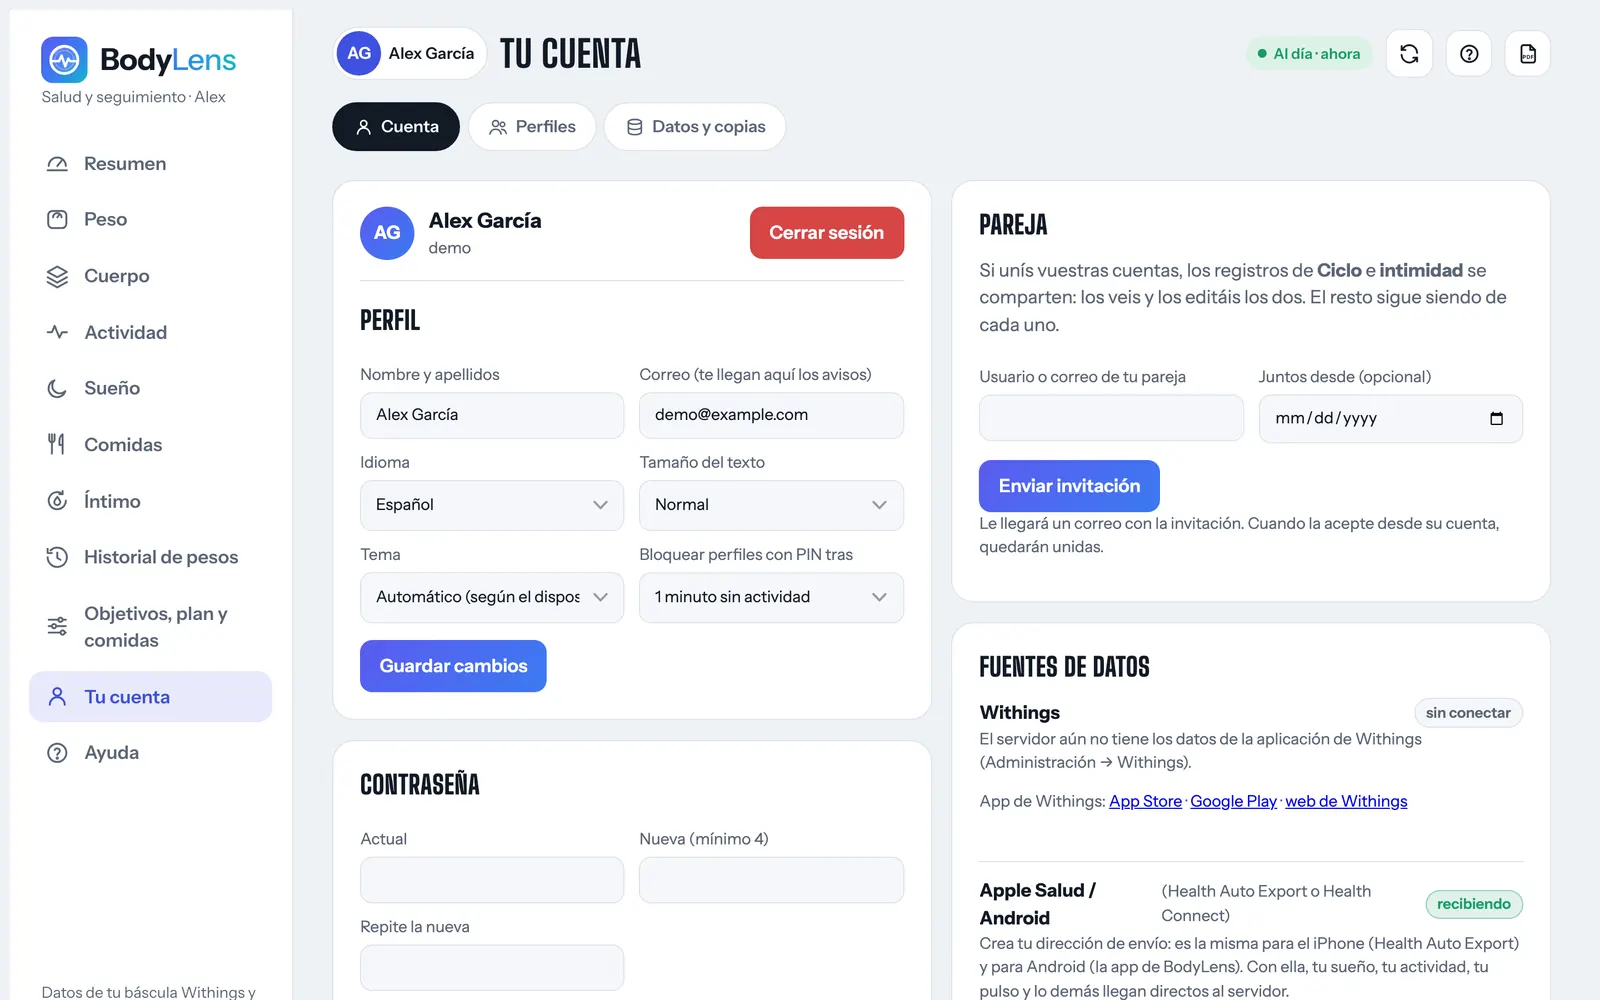 BodyLens
Salud y seguimiento · Alex
Resumen
Peso
Cuerpo
Actividad
Sueño
Comidas
Íntimo
Historial de pesos
Objetivos, plan y
comidas
Tu cuenta
Ayuda
Datos de tu báscula Withings y
AG
Alex García
TU CUENTA
Al día · ahora
PDF
Cuenta
Perfiles
Datos y copias
AG
Alex García
demo
Cerrar sesión
PERFIL
Nombre y apellidos
Correo (te llegan aquí los avisos)
Alex García
demo@example.com
Idioma
Tamaño del texto
Español
Normal
Tema
Bloquear perfiles con PIN tras
Automático (según el dispos
1 minuto sin actividad
Guardar cambios
CONTRASEÑA
Actual
Nueva (mínimo 4)
Repite la nueva
PAREJA
Si unís vuestras cuentas, los registros de Ciclo e intimidad se
comparten: los veis y los editáis los dos. El resto sigue siendo de
cada uno.
Usuario o correo de tu pareja
Juntos desde (opcional)
mm/dd/yyyy
Enviar invitación
Le llegará un correo con la invitación. Cuando la acepte desde su cuenta,
quedarán unidas.
FUENTES DE DATOS
Withings
sin conectar
El servidor aún no tiene los datos de la aplicación de Withings
(Administración → Withings).
App de Withings: App Store · Google Play · web de Withings
Apple Salud /
Android
(Health Auto Export o Health
Connect)
recibiendo
Crea tu dirección de envío: es la misma para el iPhone (Health Auto Export)
y para Android (la app de BodyLens). Con ella, tu sueño, tu actividad, tu
pulso y lo demás llegan directos al servidor.